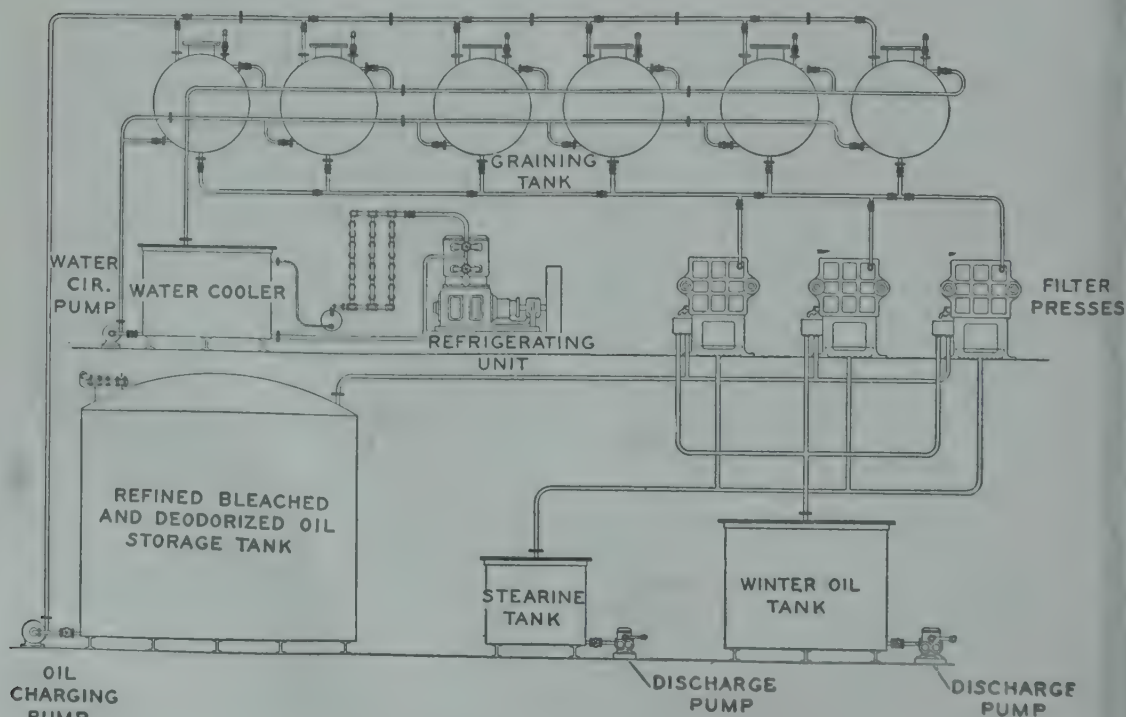 GRAINING
TANK
WATER
CIR.
PUMP
WATER COOLER
REFRIGERATING
UNIT
FILTER
PRESSES
REFINED BLEACHED
AND DEODORIZED OIL
STORAGE TANK
STEARINE
TANK
WINTER OIL
TANK
OIL
CHARGING
PUMP
DISCHARGE
PUMP
DISCHARGE
PUMP